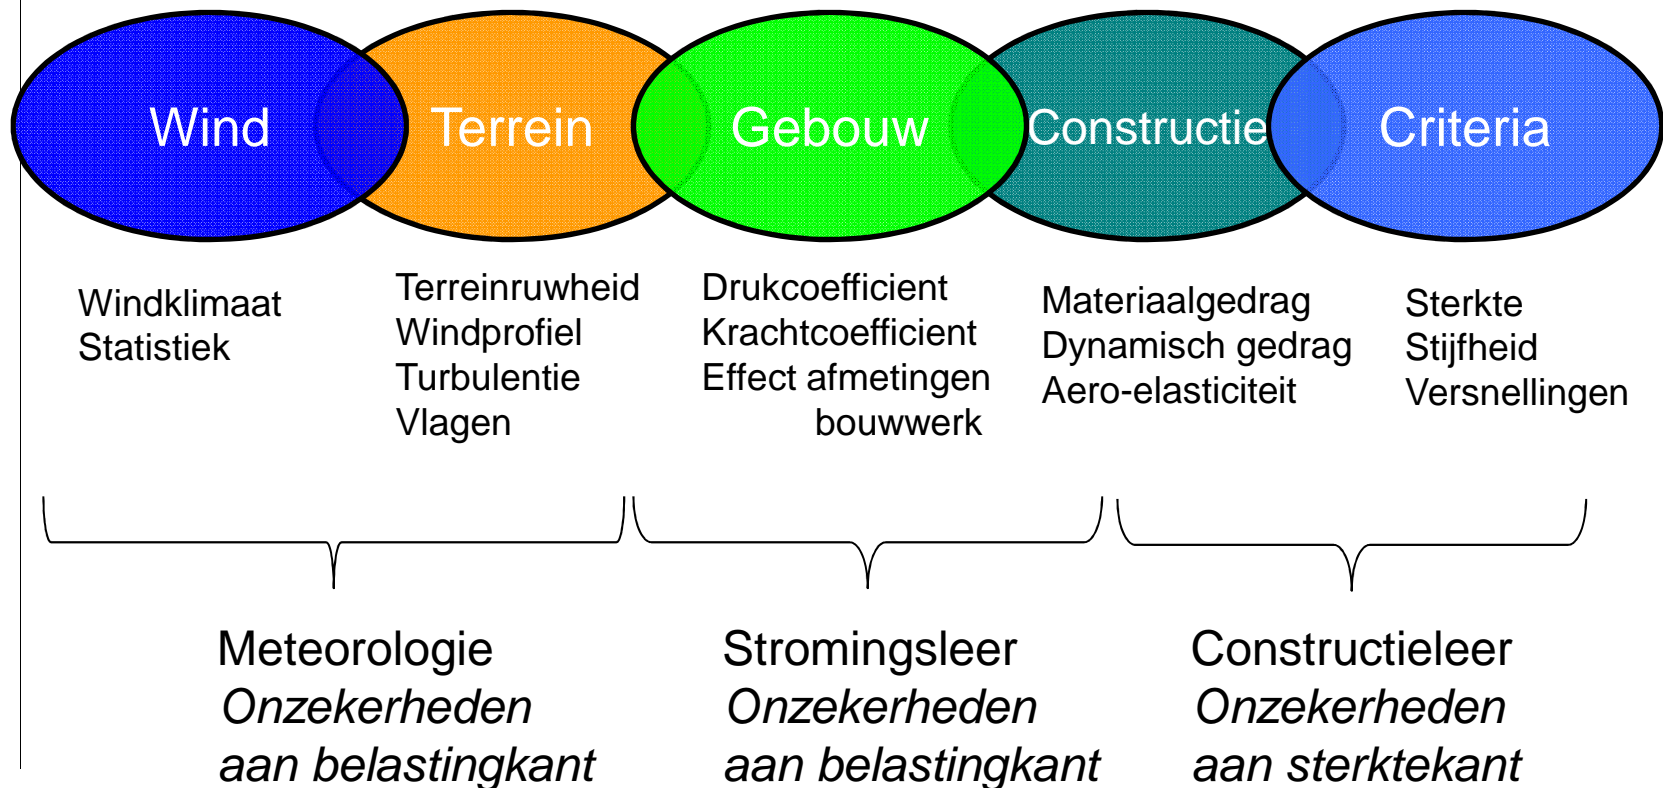 Wind
Terrein
Gebouw
Constructie
Criteria
Windklimaat
Statistiek
Terreinruwheid
Windprofiel
Turbulentie
Vlagen
Drukcoefficient
Krachtcoefficient
Effect afmetingen
bouwwerk
Materiaalgedrag
Dynamisch gedrag
Aero-elasticiteit
Sterkte
Stijfheid
Versnellingen
Meteorologie
Onzekerheden
aan belastingkant
Stromingsleer
Onzekerheden
aan belastingkant
Constructieleer
Onzekerheden
aan sterktekant